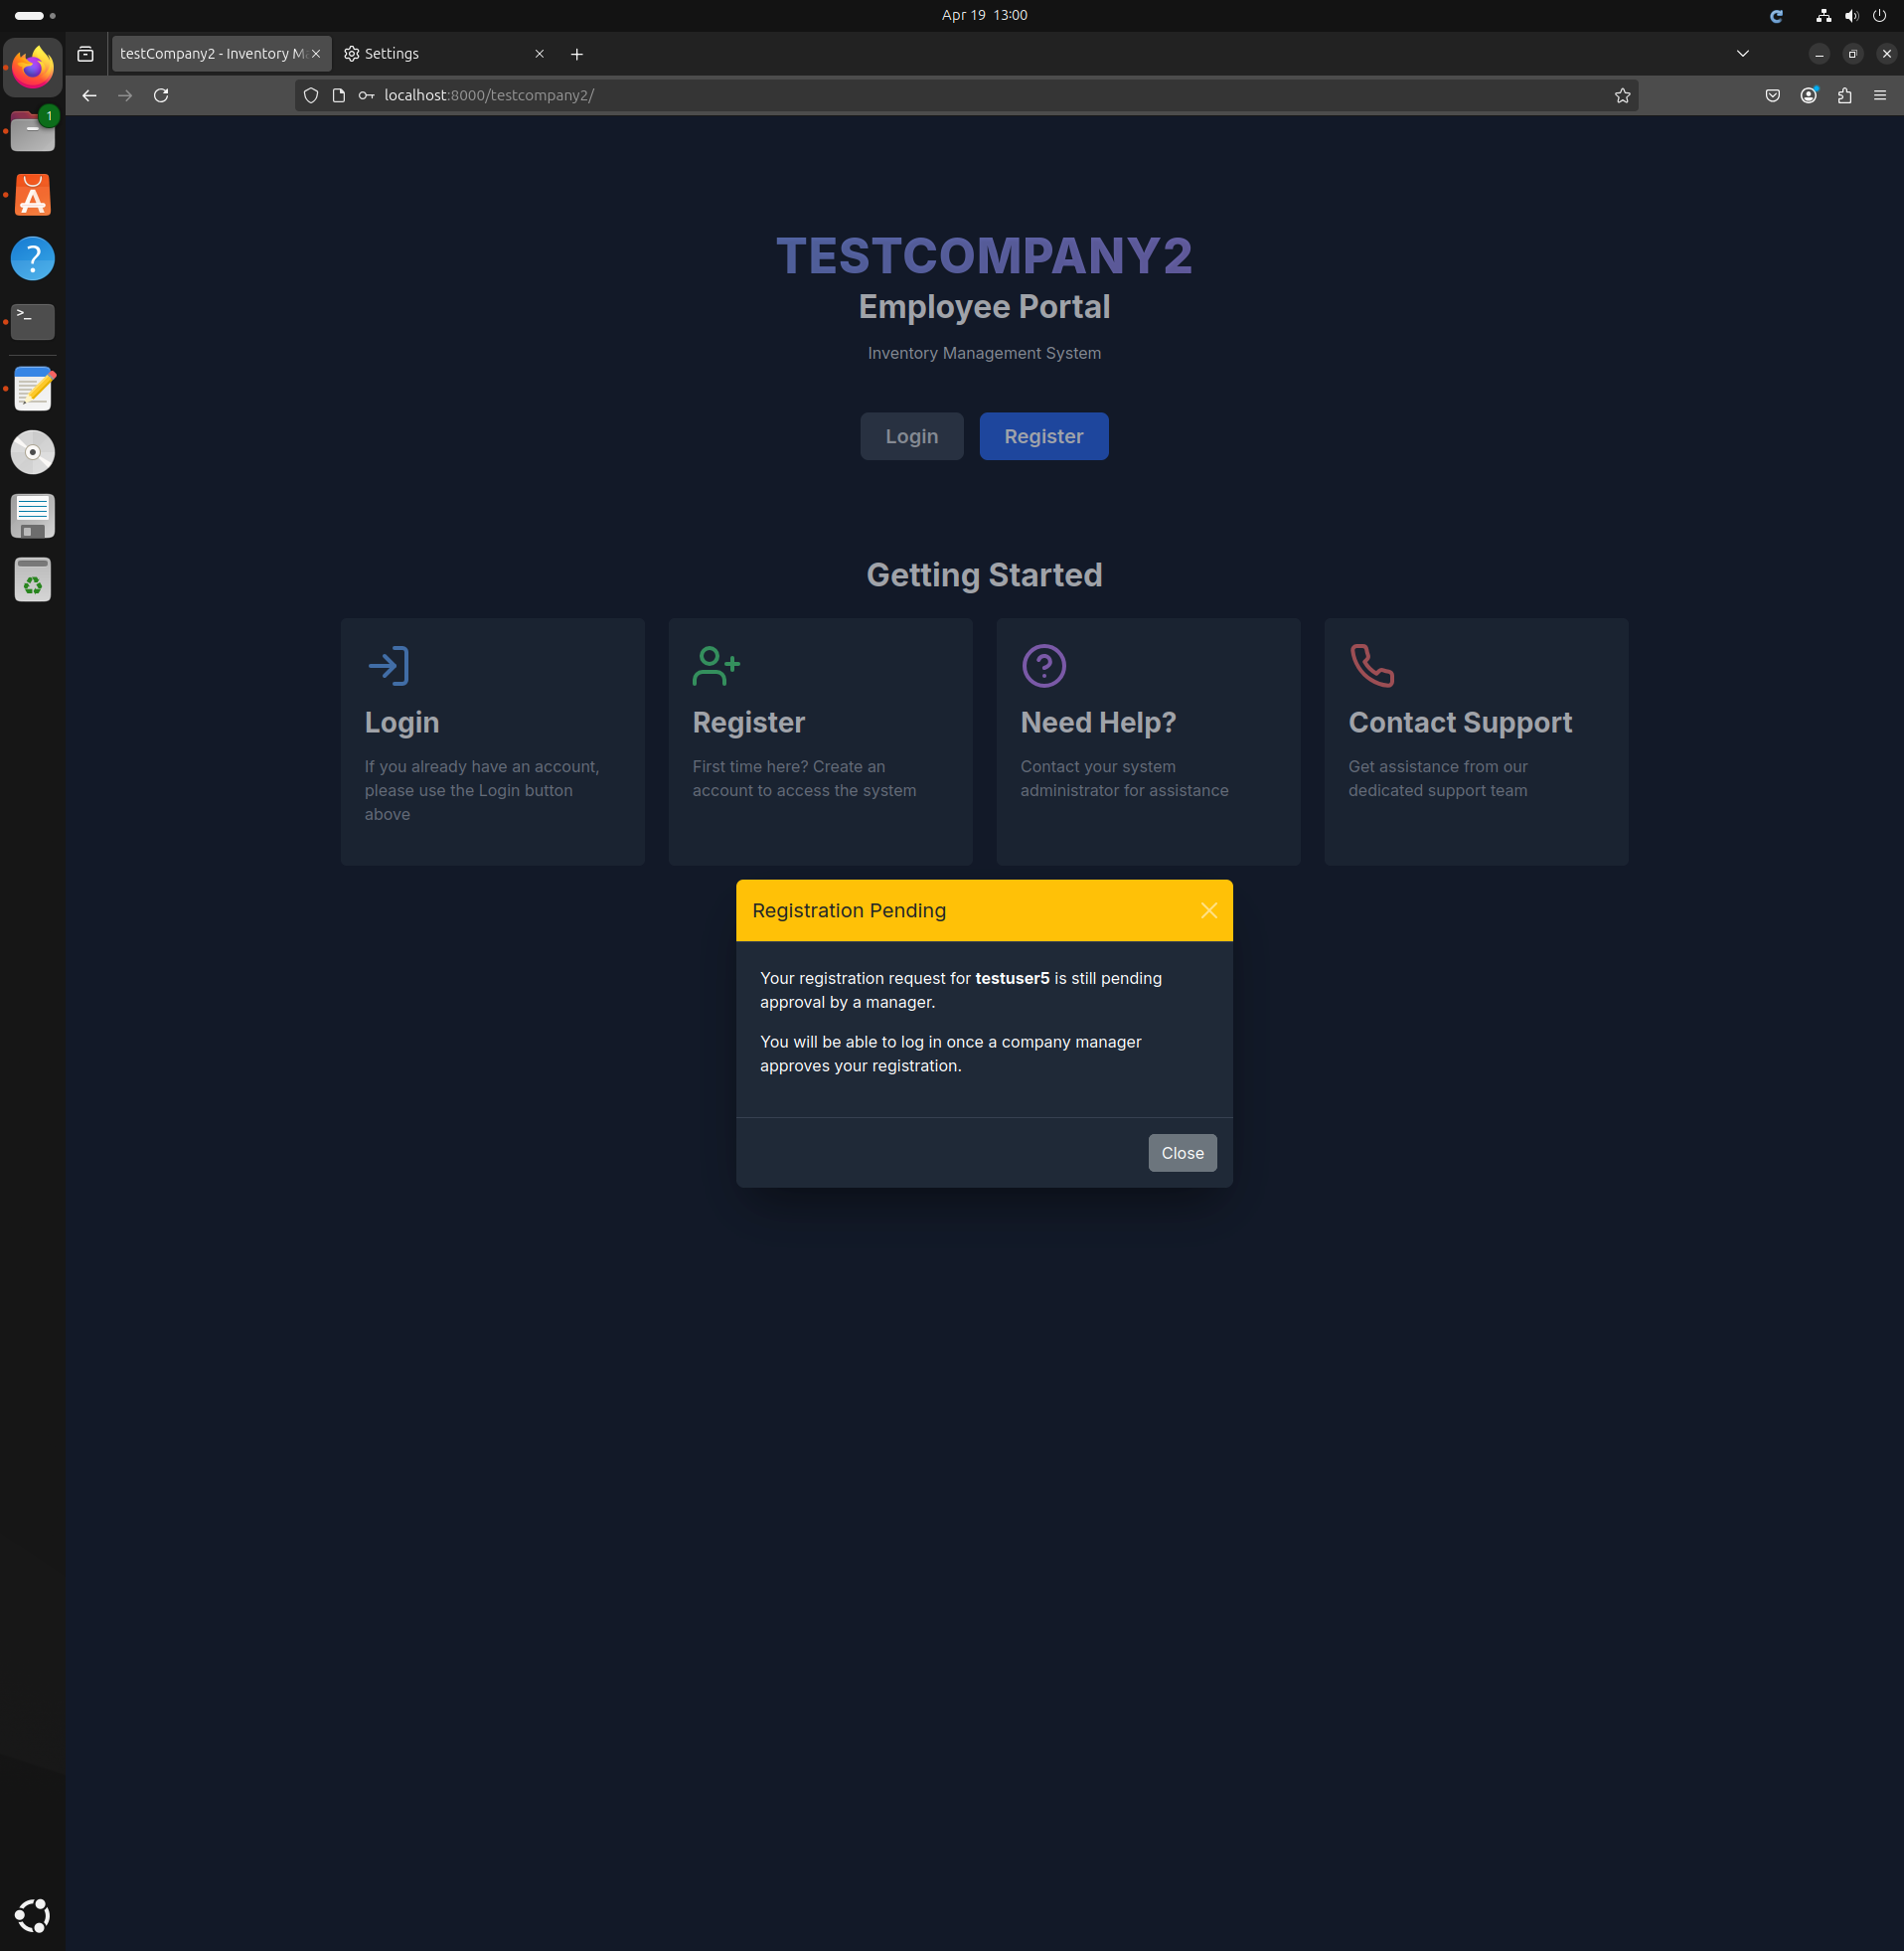 Apr 19 13:00
testCompany2 - Inventory M
Settings
localhost:8000/testcompany2/
1
TESTCOMPANY2
Employee Portal
Inventory Management System
Login
Register
Getting Started
Login
If you already have an account,
please use the Login button
above
Register
First time here? Create an
account to access the system
Need Help?
Contact your system
administrator for assistance
Contact Support
Get assistance from our
dedicated support team
Registration Pending
Your registration request for testuser5 is still pending
approval by a manager.
You will be able to log in once a company manager
approves your registration.
Close